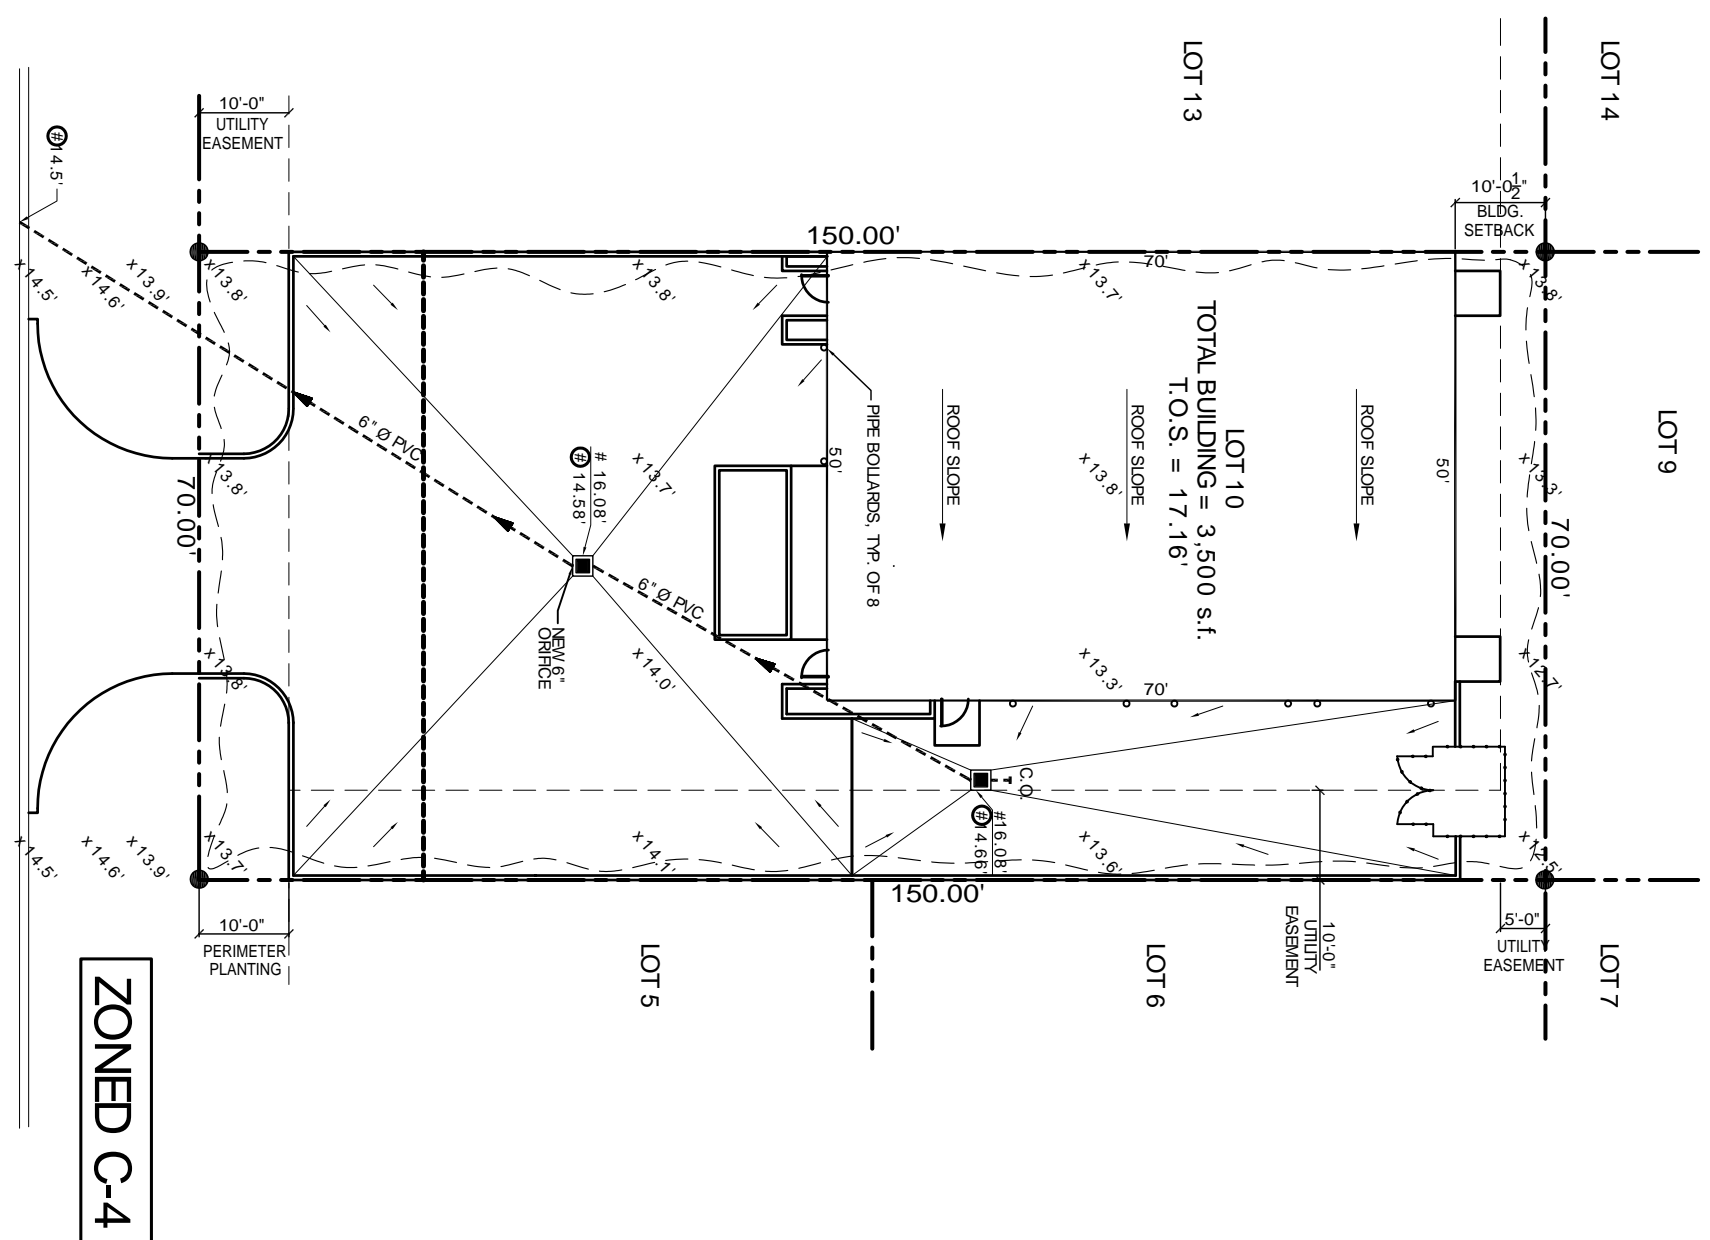 LOT 13
LOT 14
10'-0"
UTILITY
EASEMENT
10'-0 1/2"
BLDG.
SETBACK
# 14.5'
150.00'
70'
x14.5'
x14.6'
x13.9'
x13.8'
x13.8'
x13.7'
x13.8'
LOT 10
TOTAL BUILDING = 3,500 s.f.
T.O.S. = 17.16'
ROOF SLOPE
ROOF SLOPE
ROOF SLOPE
LOT 9
PIPE BOLLARDS, TYP. OF 8
50'
50'
6" Ø PVC
# 16.08'
# 14.58'
x13.8'
x13.7'
x13.8'
x13.3'
70.00'
70.00'
6" Ø PVC
NEW 6"
ORIFICE
x13.8'
x14.0'
x13.3'
x12.7'
70'
C.O.
#16.08'
#14.66'
x14.5'
x14.6'
x13.9'
x13.7'
x14.1'
x13.6'
x12.5'
150.00'
10'-0"
PERIMETER
PLANTING
10'-0"
UTILITY
EASEMENT
5'-0"
UTILITY
EASEMENT
LOT 5
LOT 6
LOT 7
ZONED C-4